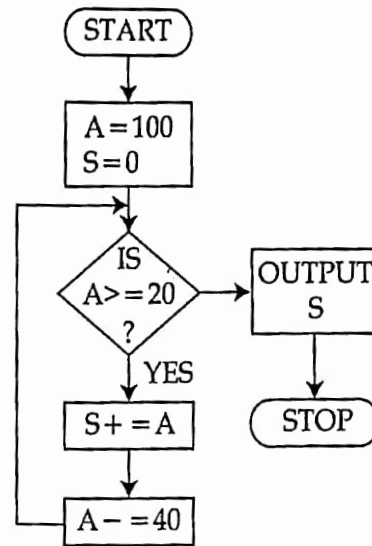 START
A=100
S=0
IS
A>=20
?
OUTPUT
S
YES
S+=A
STOP
A-=40